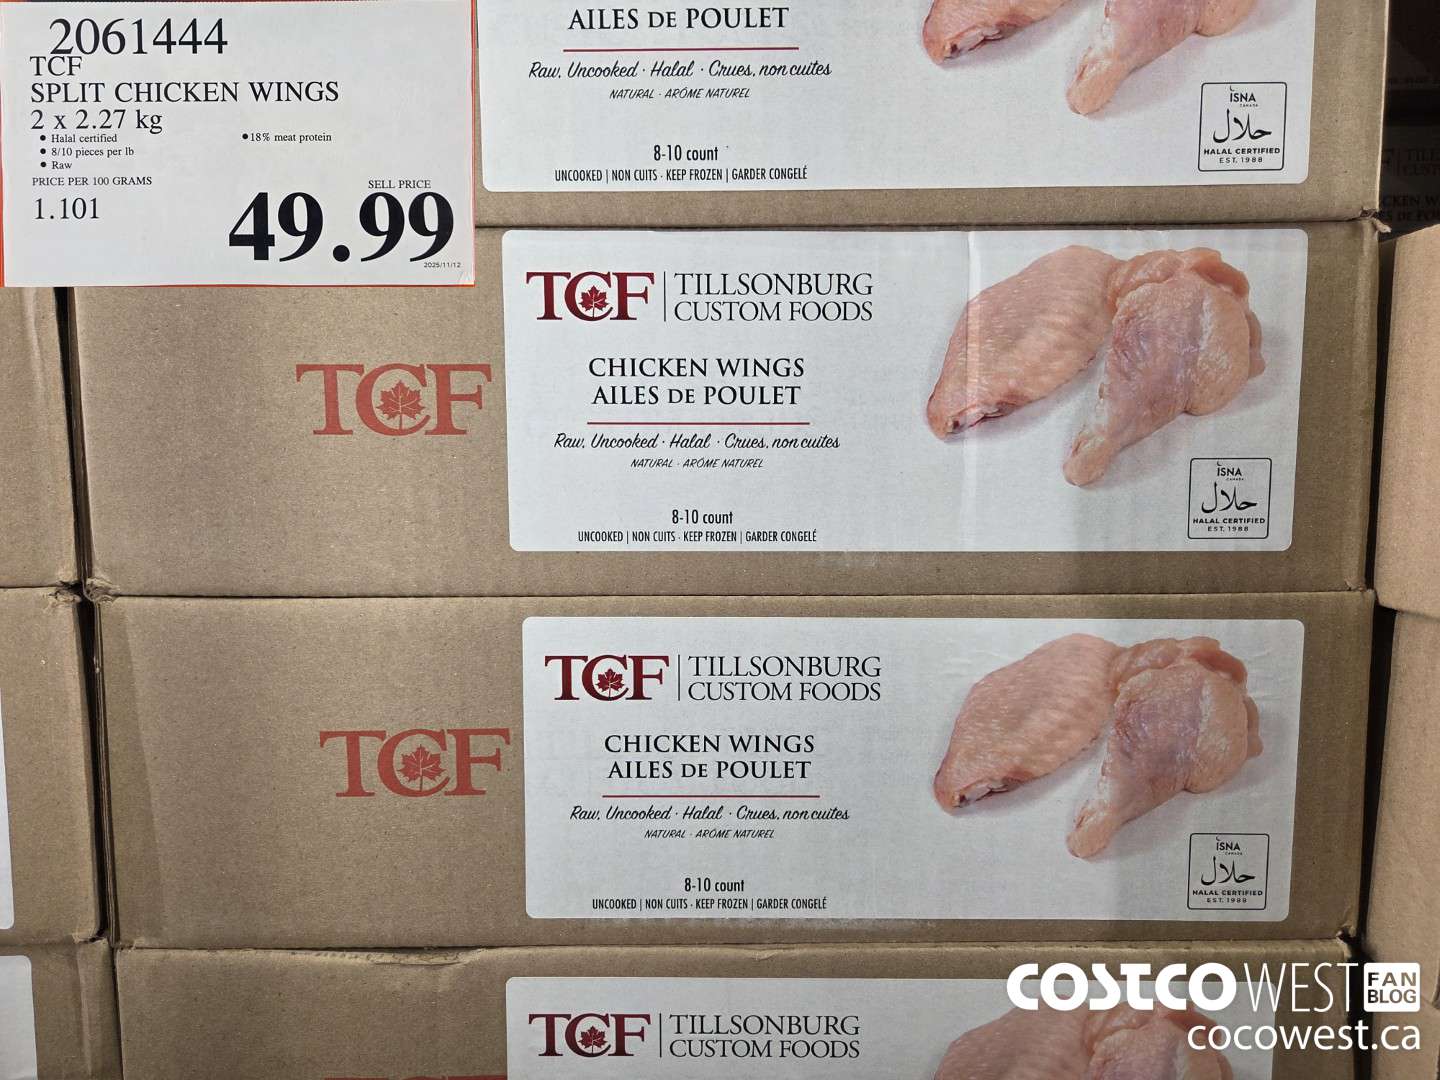 2061444
TCF
SPLIT CHICKEN WINGS
2 x 2.27 kg
• Halal certified
• 18% meat protein
• 8/10 pieces per lb
• Raw
PRICE PER 100 GRAMS
1.101
SELL PRICE
49.99
2025/11/12
AILES DE POULET
Raw, Uncooked · Halal · Crues, non cuites
NATURAL · ARÔME NATUREL
8-10 count
UNCOOKED | NON CUITS · KEEP FROZEN | GARDER CONGELÉ
ISNA
CANADA
حلال
HALAL CERTIFIED
EST. 1988
TCF
TCF
TILLSONBURG
CUSTOM FOODS
CHICKEN WINGS
AILES DE POULET
Raw, Uncooked · Halal · Crues, non cuites
NATURAL · ARÔME NATUREL
8-10 count
UNCOOKED | NON CUITS · KEEP FROZEN | GARDER CONGELÉ
ISNA
CANADA
حلال
HALAL CERTIFIED
EST. 1988
TCF
TCF
TILLSONBURG
CUSTOM FOODS
CHICKEN WINGS
AILES DE POULET
Raw, Uncooked · Halal · Crues, non cuites
NATURAL · ARÔME NATUREL
8-10 count
UNCOOKED | NON CUITS · KEEP FROZEN | GARDER CONGELÉ
ISNA
CANADA
حلال
HALAL CERTIFIED
EST. 1988
TCF
TILLSONBURG
CUSTOM FOODS
COSTCO WEST FAN BLOG
cocowest.ca